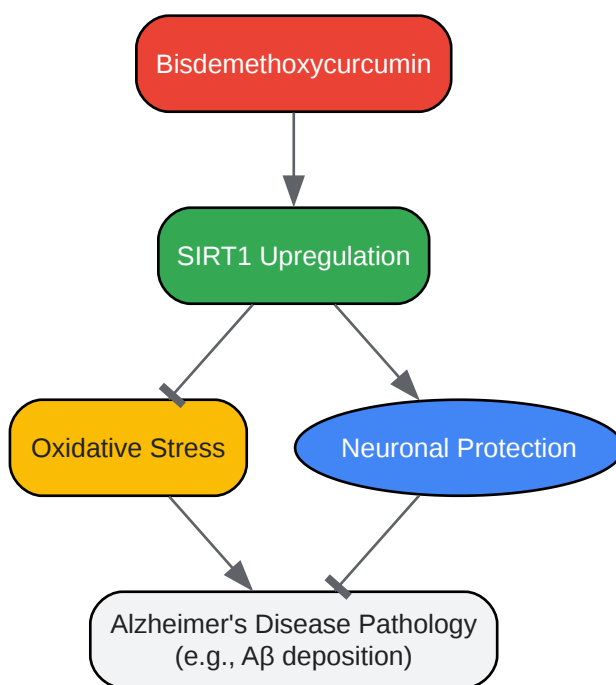 Bisdemethoxycurcumin
SIRT1 Upregulation
Oxidative Stress
Neuronal Protection
Alzheimer's Disease Pathology
(e.g., Aβ deposition)